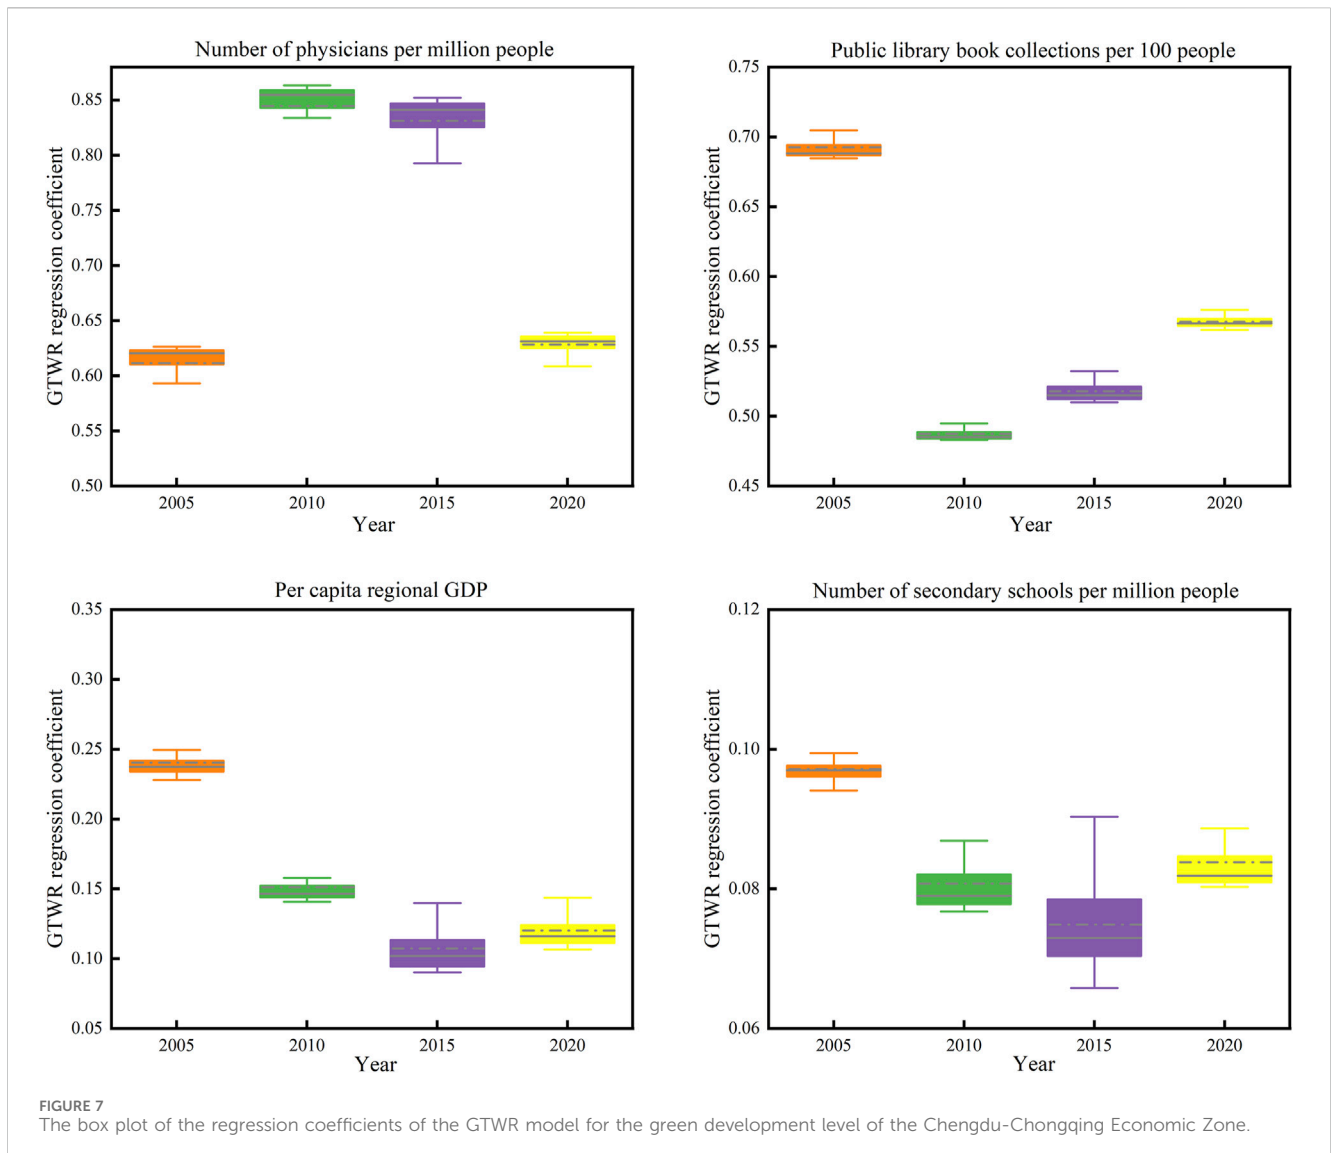 Number of physicians per million people
GTWR regression coefficient
0.85
0.80
0.75
0.70
0.65
0.60
0.55
0.50
2005 2010 2015 2020
Year
Public library book collections per 100 people
GTWR regression coefficient
0.75
0.70
0.65
0.60
0.55
0.50
0.45
2005 2010 2015 2020
Year
Per capita regional GDP
GTWR regression coefficient
0.35
0.30
0.25
0.20
0.15
0.10
0.05
2005 2010 2015 2020
Year
Number of secondary schools per million people
GTWR regression coefficient
0.12
0.10
0.08
0.06
2005 2010 2015 2020
Year
FIGURE 7
The box plot of the regression coefficients of the GTWR model for the green development level of the Chengdu-Chongqing Economic Zone.